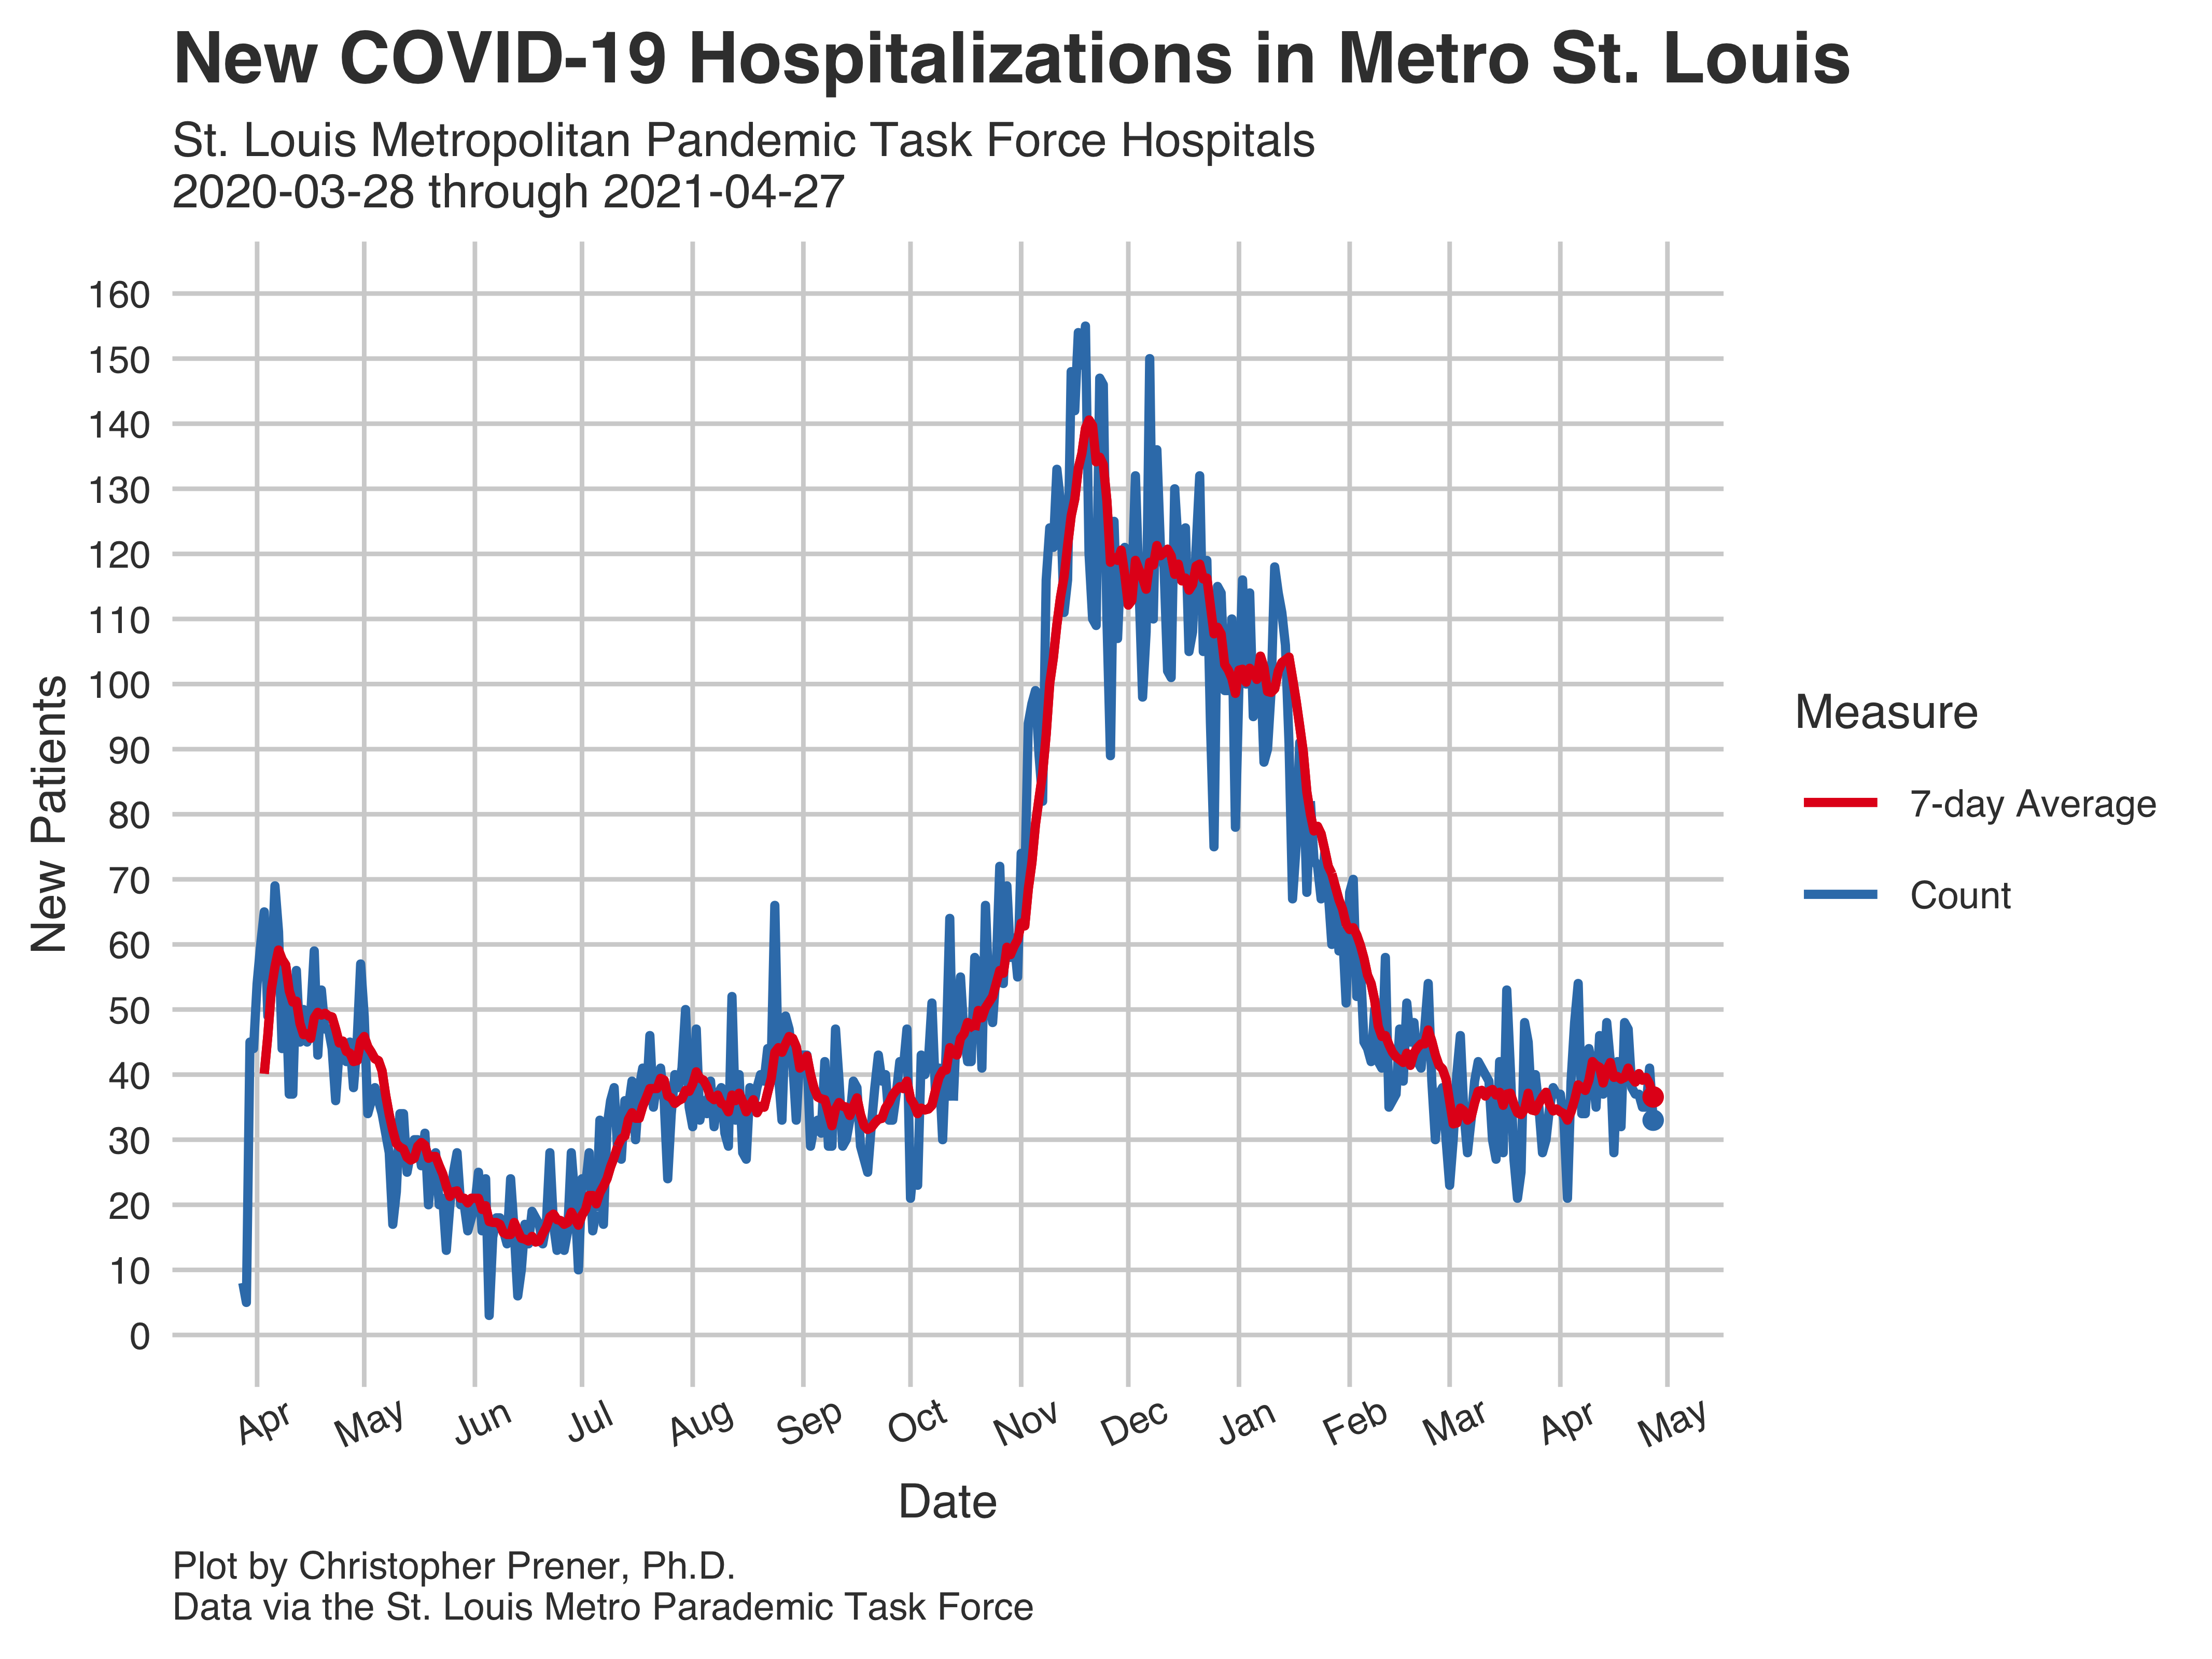 New COVID-19 Hospitalizations in Metro St. Louis
St. Louis Metropolitan Pandemic Task Force Hospitals
2020-03-28 through 2021-04-27
160
150
140
130
120
110
100
90
80
70
60
50
40
30
20
10
0
New Patients
Apr
May
Jun
Jul
Aug
Sep
Oct
Nov
Dec
Jan
Feb
Mar
Apr
May
Date
Measure
7-day Average
Count
Plot by Christopher Prener, Ph.D.
Data via the St. Louis Metro Parademic Task Force